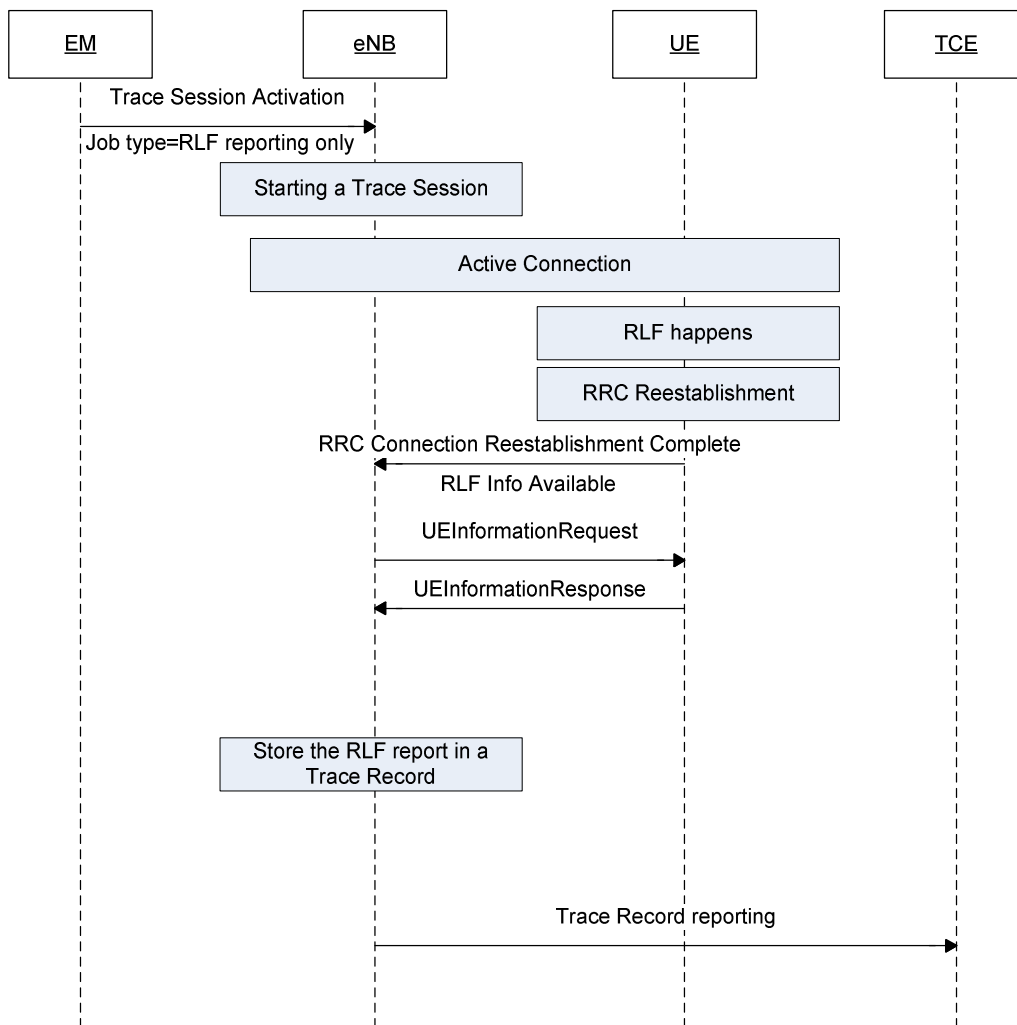 EM
eNB
UE
TCE
Trace Session Activation
Job type=RLF reporting only
Starting a Trace Session
Active Connection
RLF happens
RRC Reestablishment
RRC Connection Reestablishment Complete
RLF Info Available
UEInformationRequest
UEInformationResponse
Store the RLF report in a
Trace Record
Trace Record reporting